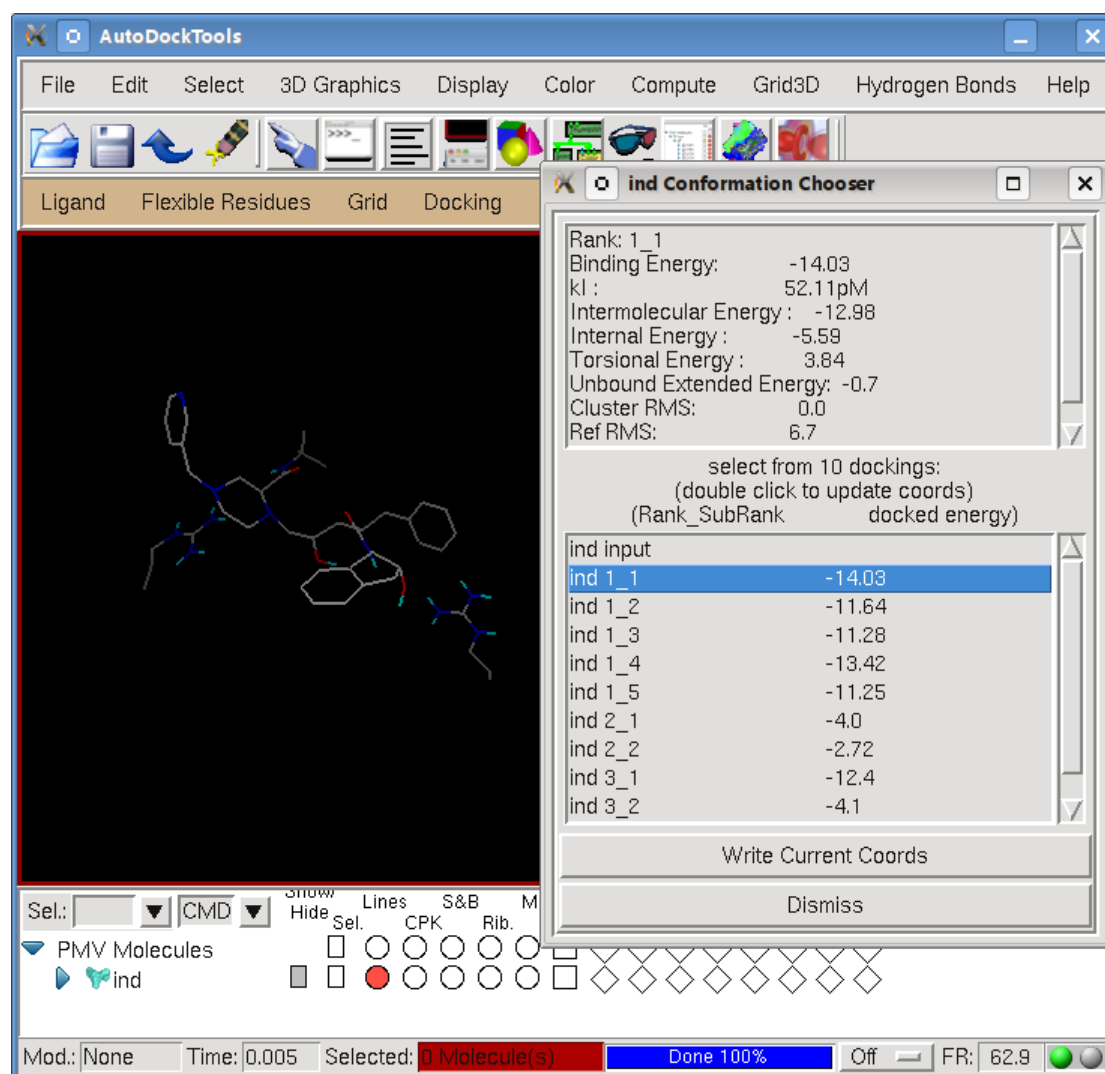 AutoDockTools
File Edit Select 3D Graphics Display Color Compute Grid3D Hydrogen Bonds Help
>>>
Ligand Flexible Residues Grid Docking
ind Conformation Chooser
Rank: 1_1
Binding Energy: -14.03
kI : 52.11pM
Intermolecular Energy : -12.98
Internal Energy : -5.59
Torsional Energy : 3.84
Unbound Extended Energy: -0.7
Cluster RMS: 0.0
Ref RMS: 6.7
select from 10 dockings:
(double click to update coords)
(Rank_SubRank docked energy)
ind input
ind 1_1 -14.03
ind 1_2 -11.64
ind 1_3 -11.28
ind 1_4 -13.42
ind 1_5 -11.25
ind 2_1 -4.0
ind 2_2 -2.72
ind 3_1 -12.4
ind 3_2 -4.1
Write Current Coords
Dismiss
Sel.: CMD Show/ Hide Sel. Lines CPK S&B Rib. M
PMV Molecules
ind
Mod.: None Time: 0.005 Selected: 0 Molecule(s) Done 100% Off FR: 62.9